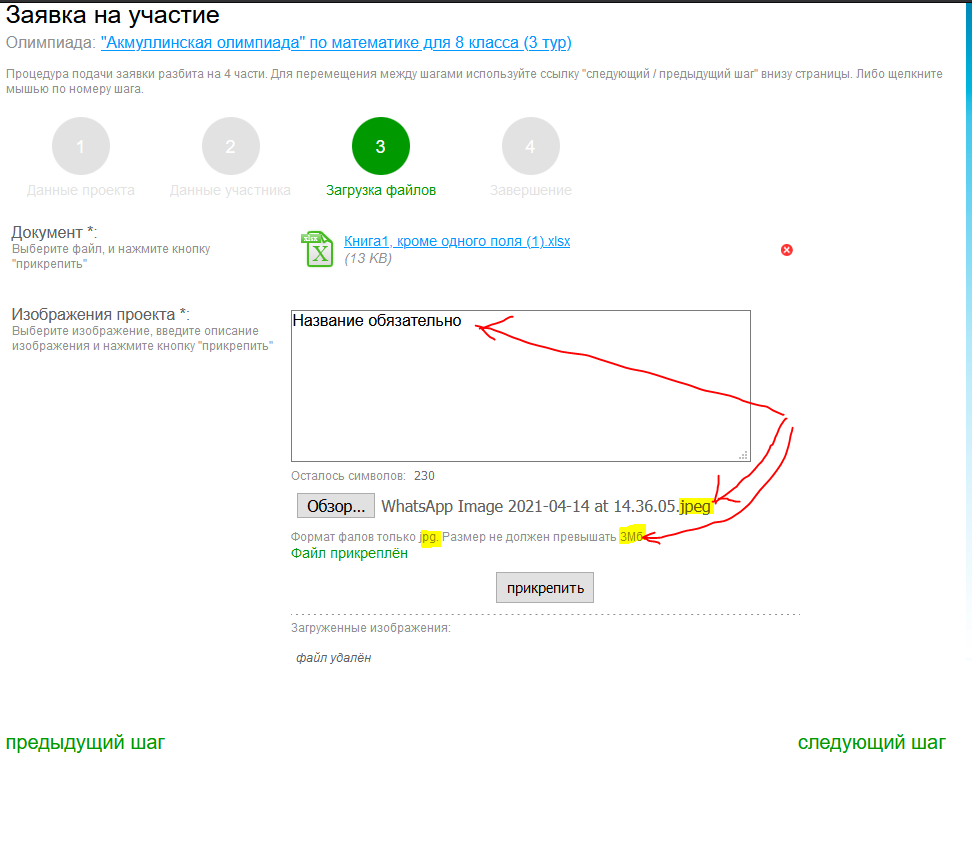 Заявка на участие
Олимпиада: "Акмуллинская олимпиада" по математике для 8 класса (3 тур)
Процедура подачи заявки разбита на 4 части. Для перемещения между шагами используйте ссылку "следующий / предыдущий шаг" внизу страницы. Либо щелкните
мышью по номеру шага.
1 2 3 4
Данные проекта Данные участника Загрузка файлов Завершение
Документ *:
Выберите файл, и нажмите кнопку
"прикрепить"
xlsx X
Книга1, кроме одного поля (1).xlsx
(13 KB)
Изображения проекта *:
Выберите изображение, введите описание
изображения и нажмите кнопку "прикрепить"
Название обязательно
Осталось символов: 230
Обзор... WhatsApp Image 2021-04-14 at 14.36.05.jpeg
Формат фалов только jpg. Размер не должен превышать 3Мб
Файл прикреплён
прикрепить
Загруженные изображения:
файл удалён
предыдущий шаг следующий шаг